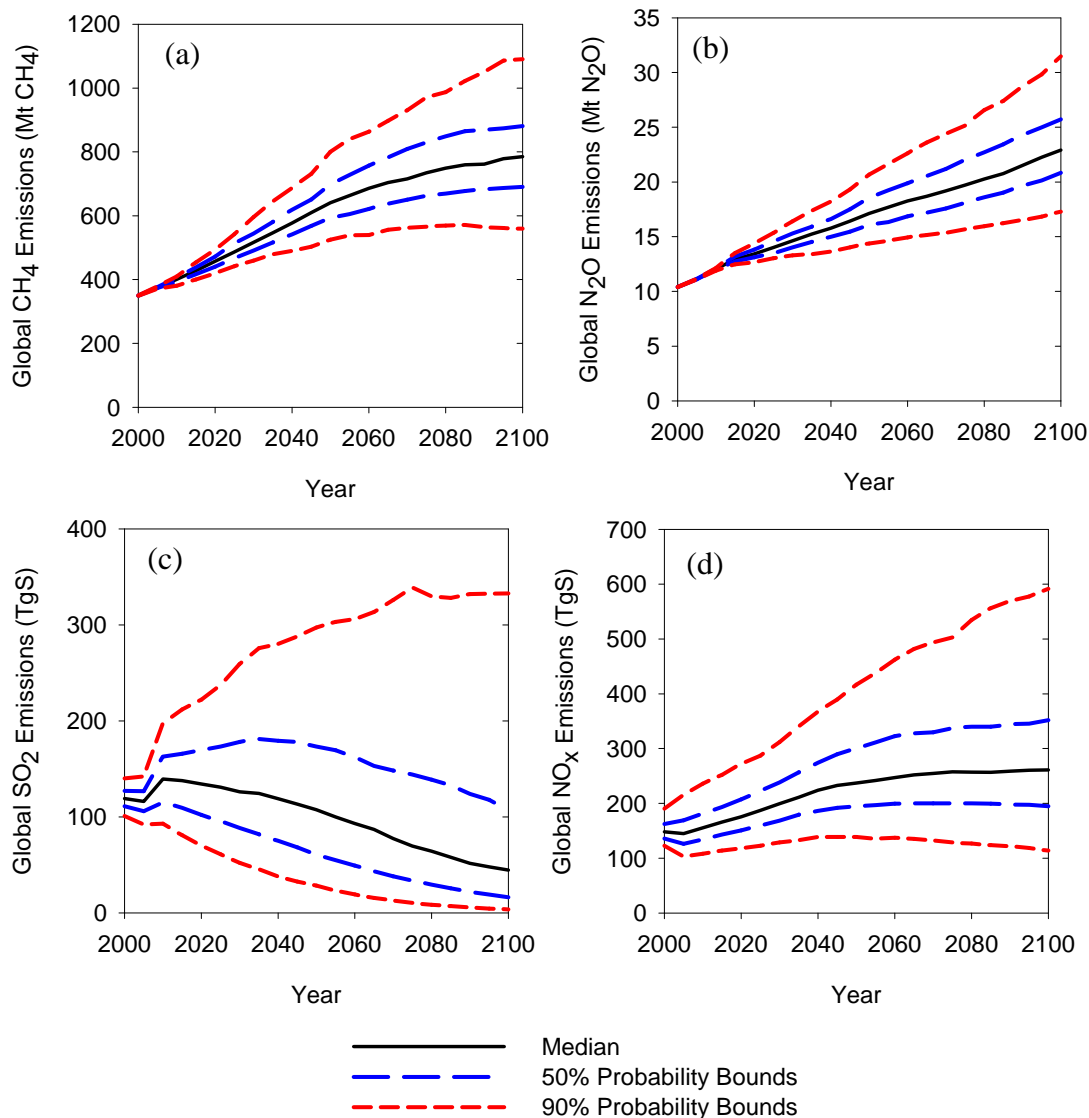 (a)
Global CH4 Emissions (Mt CH4)
1200
1000
800
600
400
200
0
2000 2020 2040 2060 2080 2100
Year
(b)
Global N2O Emissions (Mt N2O)
35
30
25
20
15
10
5
0
2000 2020 2040 2060 2080 2100
Year
(c)
Global SO2 Emissions (TgS)
400
300
200
100
0
2000 2020 2040 2060 2080 2100
Year
(d)
Global NOx Emissions (TgS)
700
600
500
400
300
200
100
0
2000 2020 2040 2060 2080 2100
Year
Median
50% Probability Bounds
90% Probability Bounds